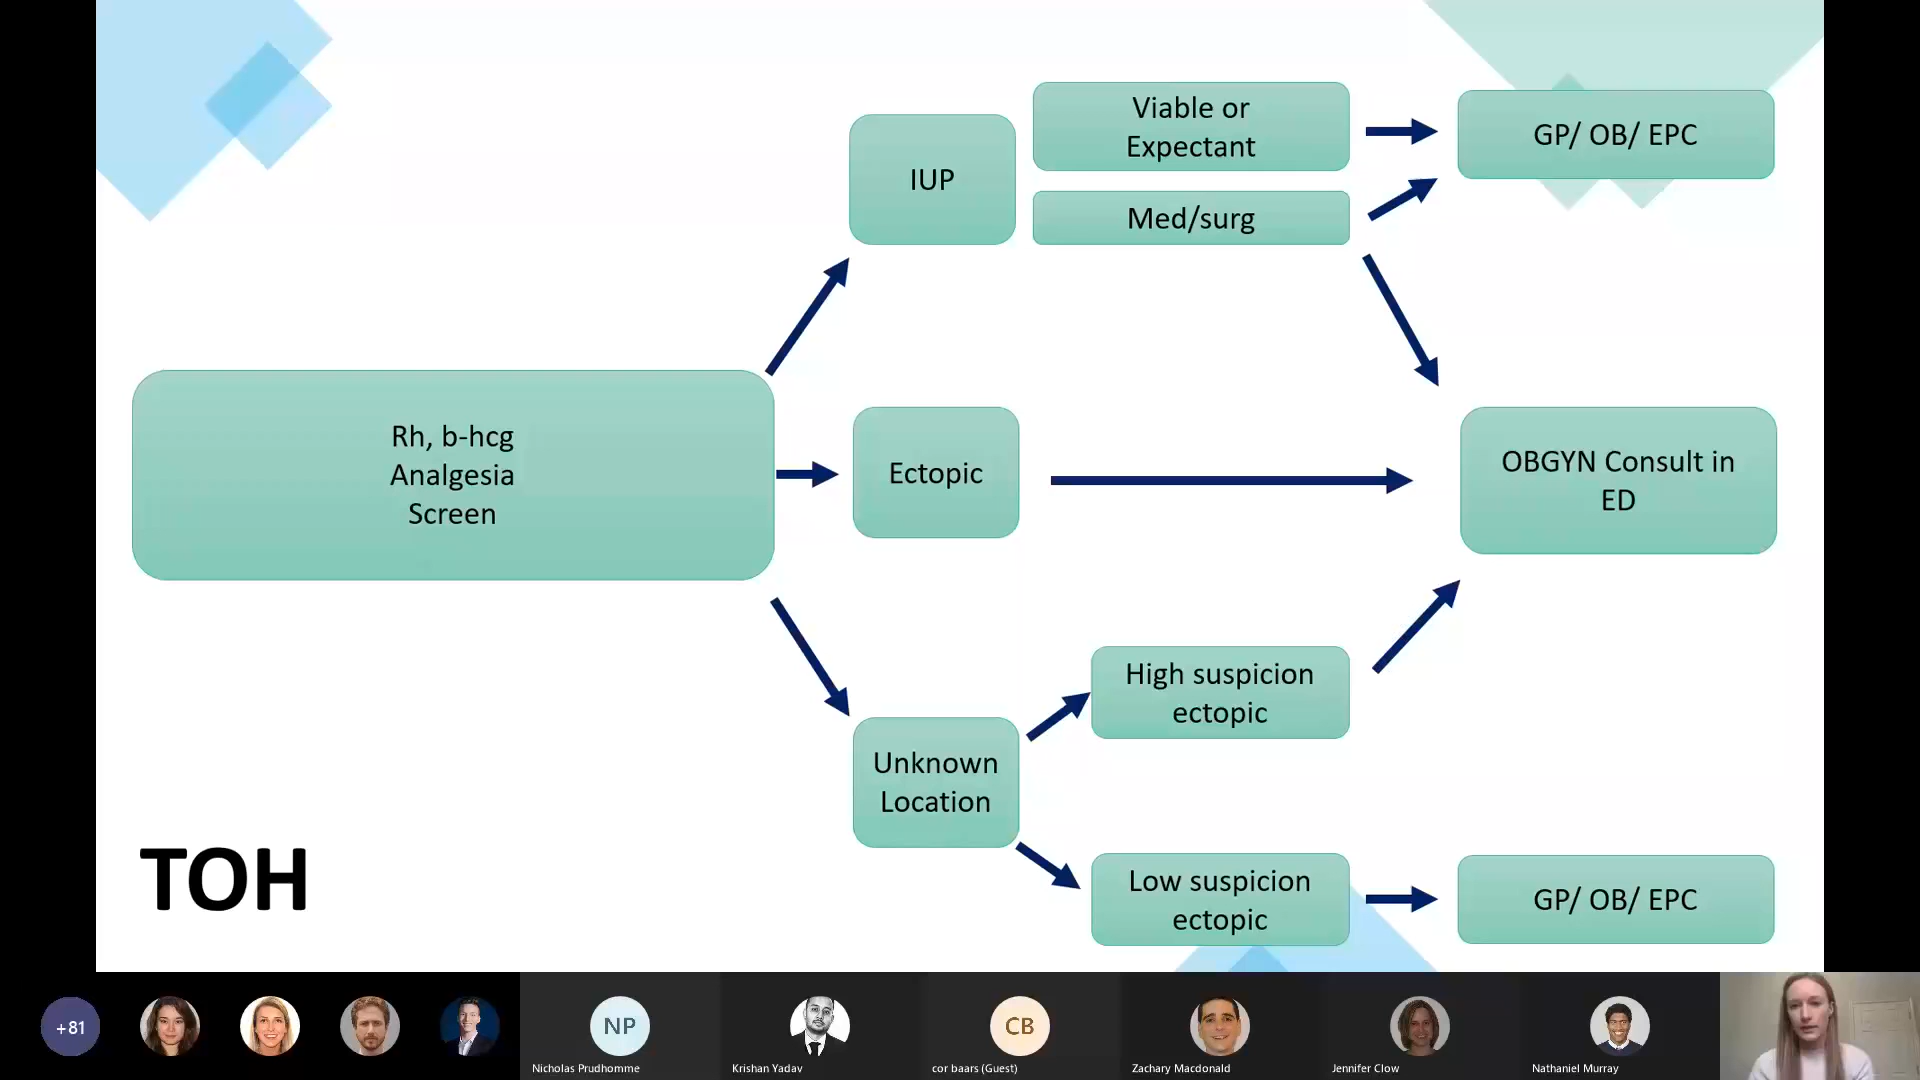 Viable or
Expectant
GP/ OB/ EPC
IUP
Med/surg
Rh, b-hcg
Analgesia
Screen
Ectopic
OBGYN Consult in
ED
High suspicion
ectopic
Unknown
Location
Low suspicion
ectopic
GP/ OB/ EPC
TOH
+81
NP
CB
Nicholas Prudhomme
Krishan Yadav
cor baars (Guest)
Zachary Macdonald
Jennifer Clow
Nathaniel Murray